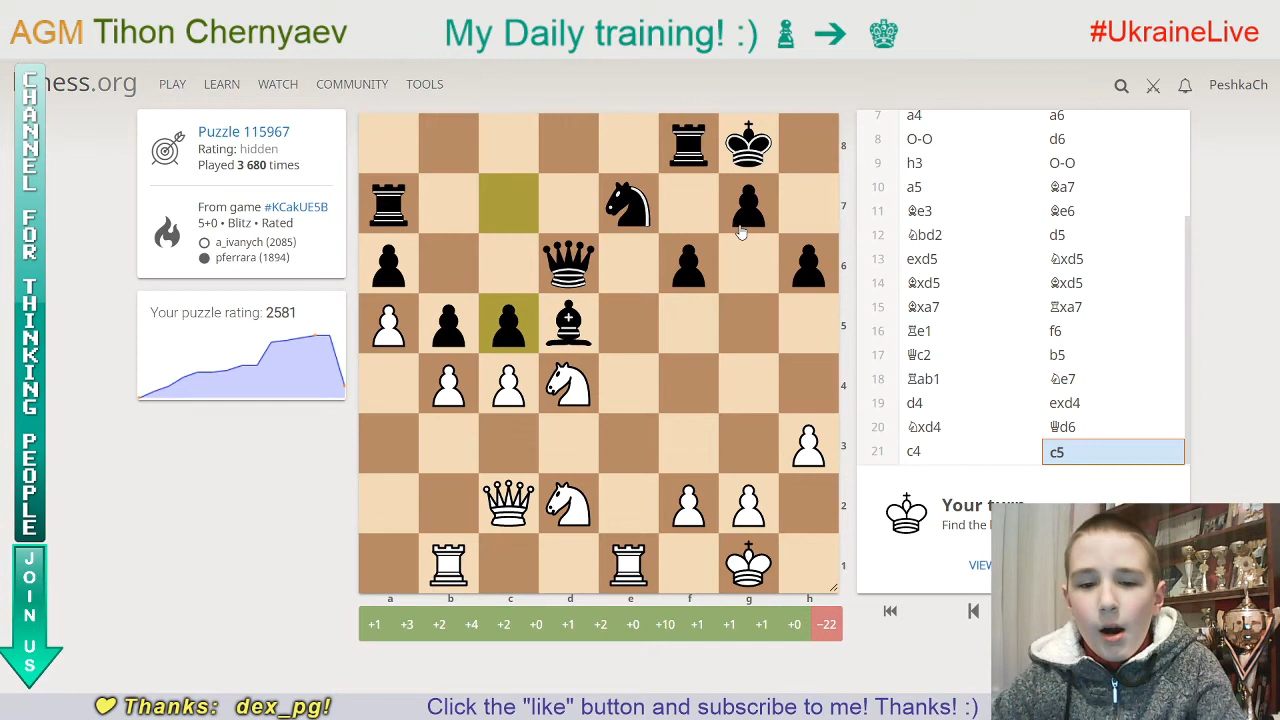 AGM Tihon Chernyaev
My Daily training! :)
#UkraineLive
hess.org
PLAY
LEARN
WATCH
COMMUNITY
TOOLS
PeshkaCh
CHANNEL FOR THINKING PEOPLE
JOIN US
Puzzle 115967
Rating: hidden
Played 3 680 times
From game #KCakUE5B
5+0 • Blitz • Rated
a_ivanych (2085)
pferrara (1894)
Your puzzle rating: 2581
8
7
6
5
4
3
2
1
a b c d e f g h
+1 +3 +2 +4 +2 +0 +1 +2 +0 +10 +1 +1 +1 +0 −22
7 a4 a6
8 O-O d6
9 h3 O-O
10 a5 ♝a7
11 ♝e3 ♝e6
12 ♞bd2 d5
13 exd5 ♞xd5
14 ♝xd5 ♝xd5
15 ♝xa7 ♜xa7
16 ♜e1 f6
17 ♛c2 b5
18 ♜ab1 ♞e7
19 d4 exd4
20 ♞xd4 ♛d6
21 c4 c5
Your turn
Find the
Thanks: dex_pg!
Click the "like" button and subscribe to me! Thanks! :)